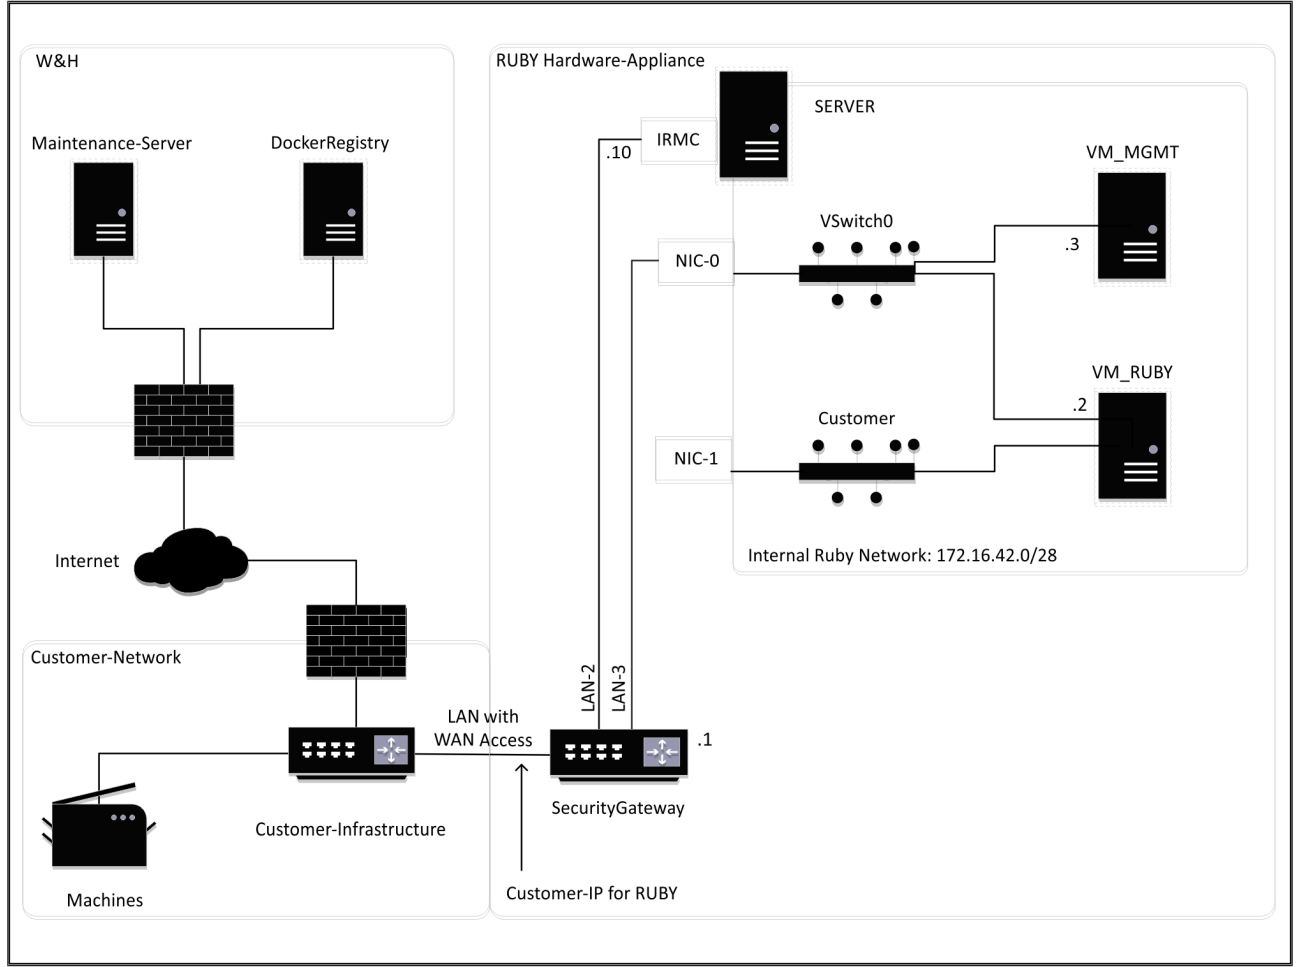 W&H
Maintenance-Server
DockerRegistry
Internet
Customer-Network
Customer-Infrastructure
Machines
LAN with
WAN Access
Customer-IP for RUBY
RUBY Hardware-Appliance
SERVER
IRMC
.10
VM_MGMT
VSwitch0
.3
NIC-0
VM_RUBY
.2
Customer
NIC-1
Internal Ruby Network: 172.16.42.0/28
LAN-2
LAN-3
.1
SecurityGateway